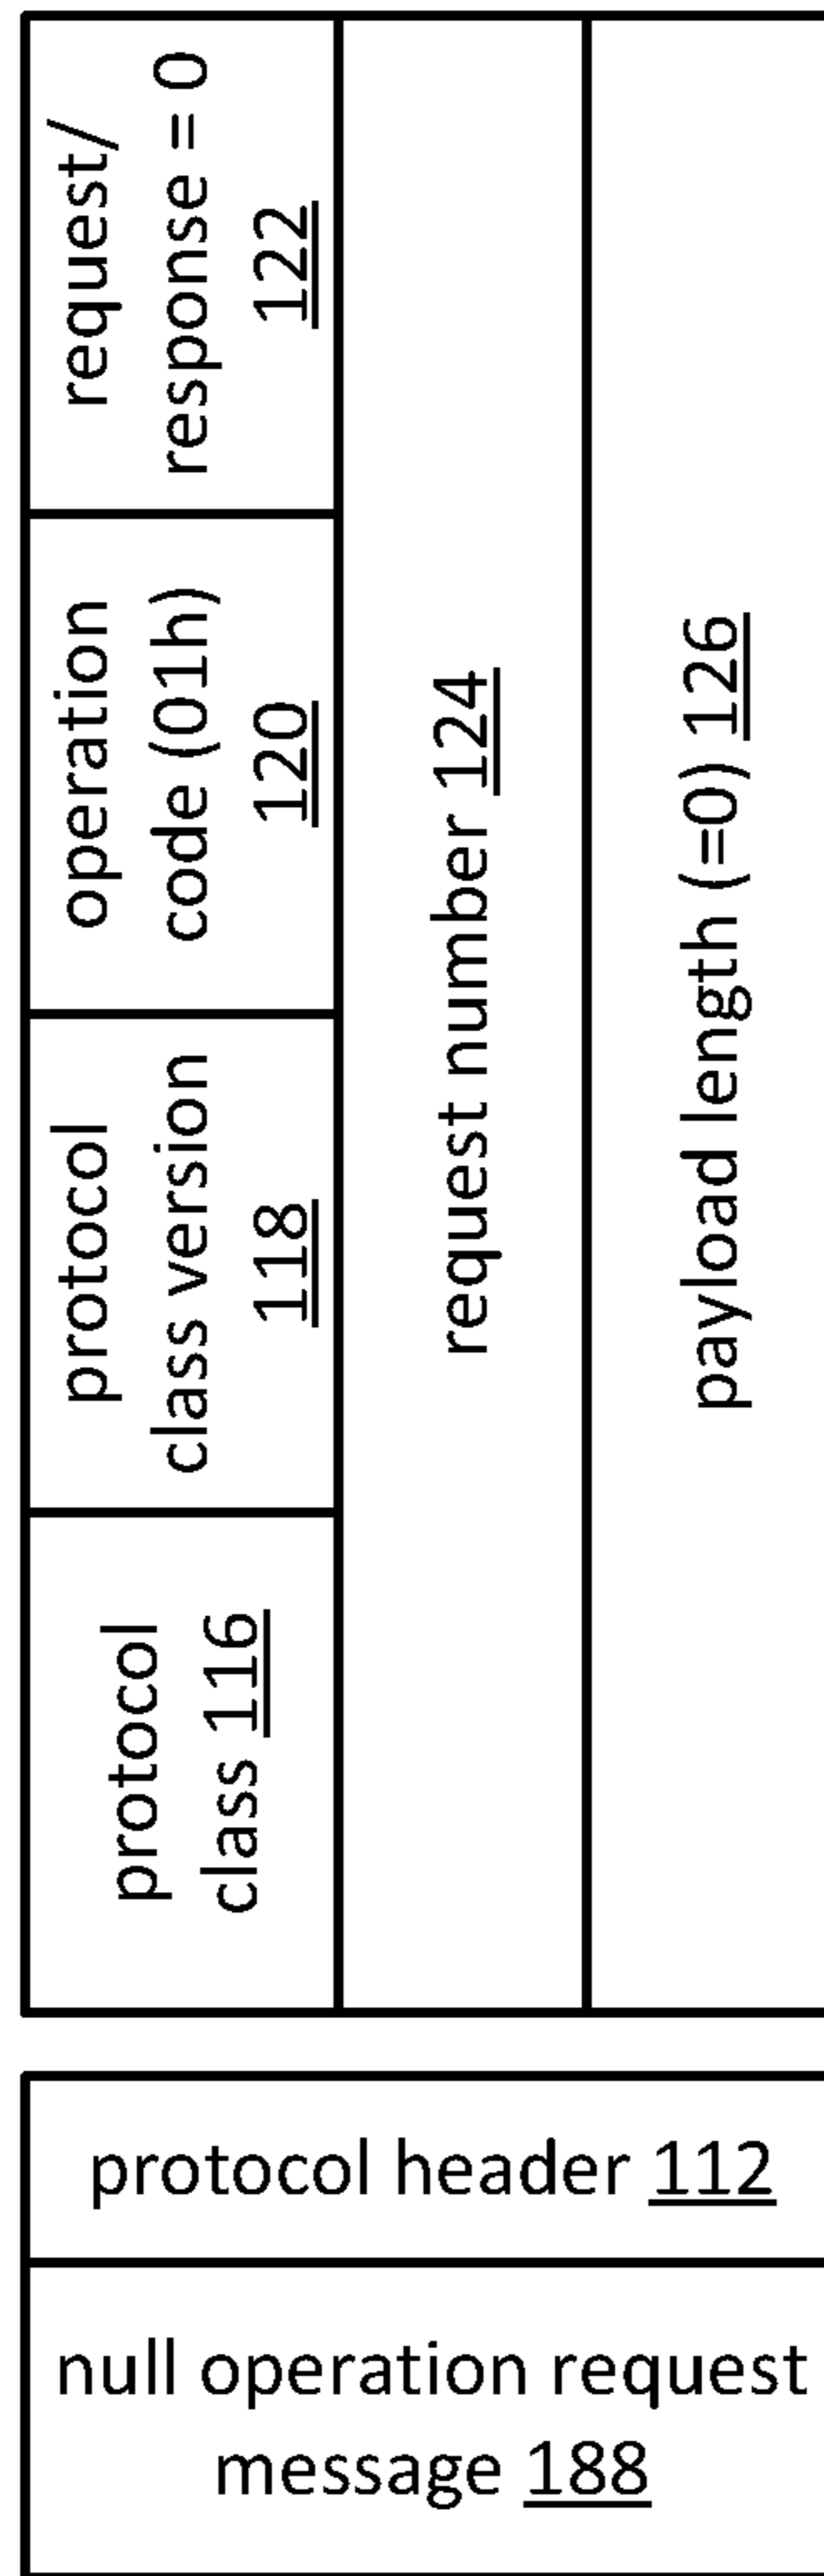 protocol
class 116
protocol
class version
118
operation
code (01h)
120
request/
response = 0
122
request number 124
payload length (=0) 126
protocol header 112
null operation request
message 188